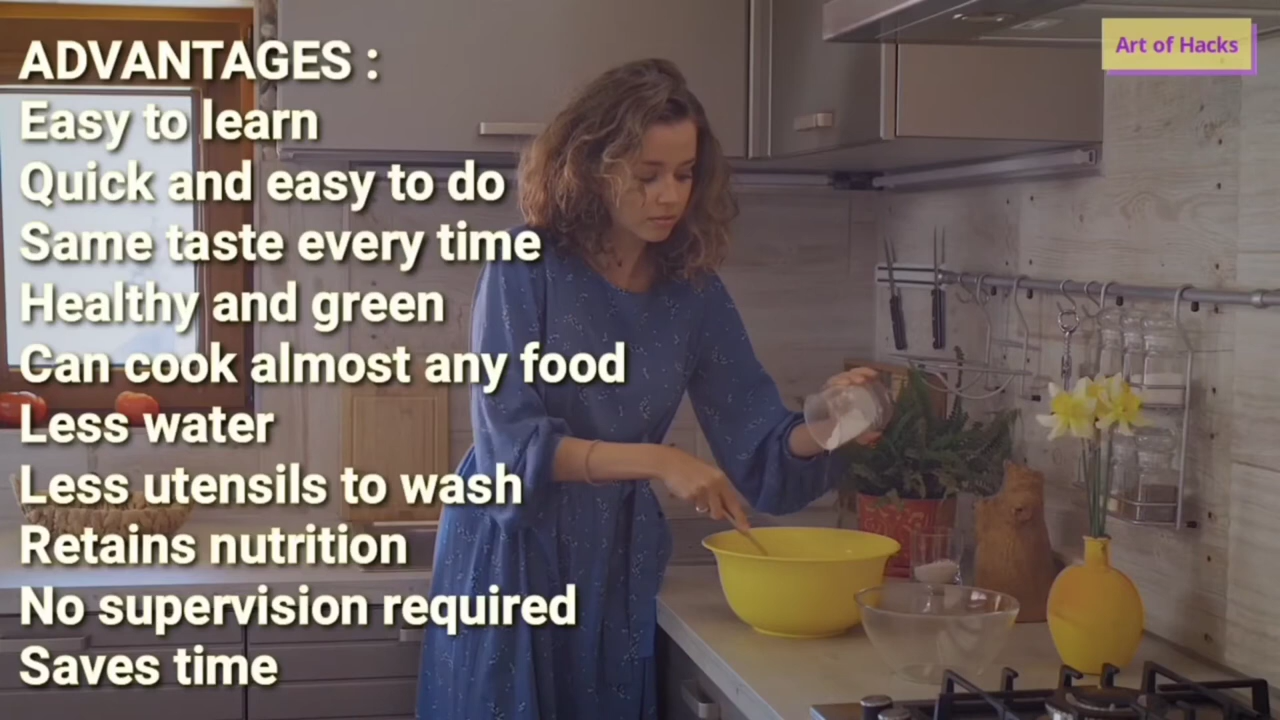 ADVANTAGES :
Easy to learn
Quick and easy to do
Same taste every time
Healthy and green
Can cook almost any food
Less water
Less utensils to wash
Retains nutrition
No supervision required
Saves time
Art of Hacks